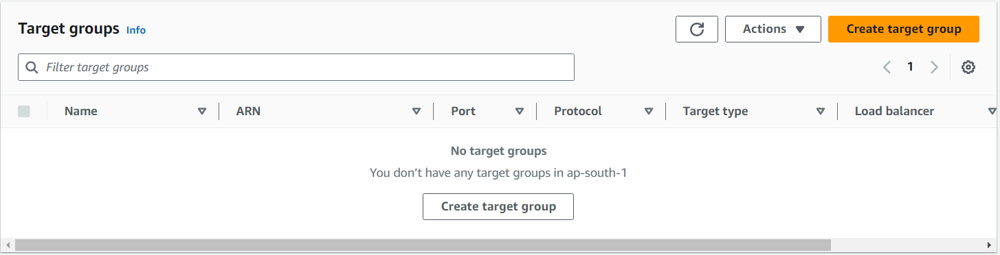 Target groups Info
Actions
Create target group
Filter target groups
1
Name ARN Port Protocol Target type Load balancer
No target groups
You don’t have any target groups in ap-south-1
Create target group